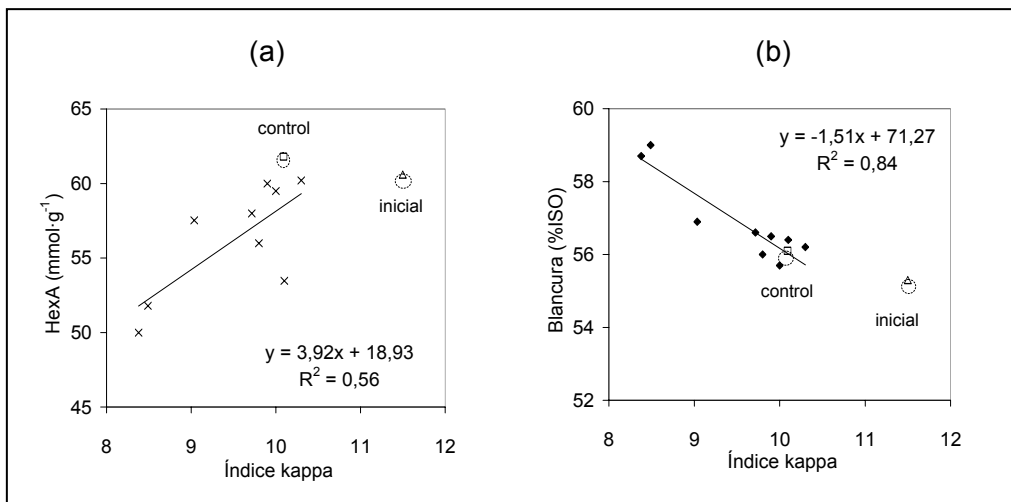 (a)
65
60
55
50
45
HexA (mmol·g⁻¹)
control
inicial
y = 3,92x + 18,93
R² = 0,56
8 9 10 11 12
Índice kappa
(b)
60
58
56
54
52
Blancura (%ISO)
y = -1,51x + 71,27
R² = 0,84
control
inicial
8 9 10 11 12
Índice kappa